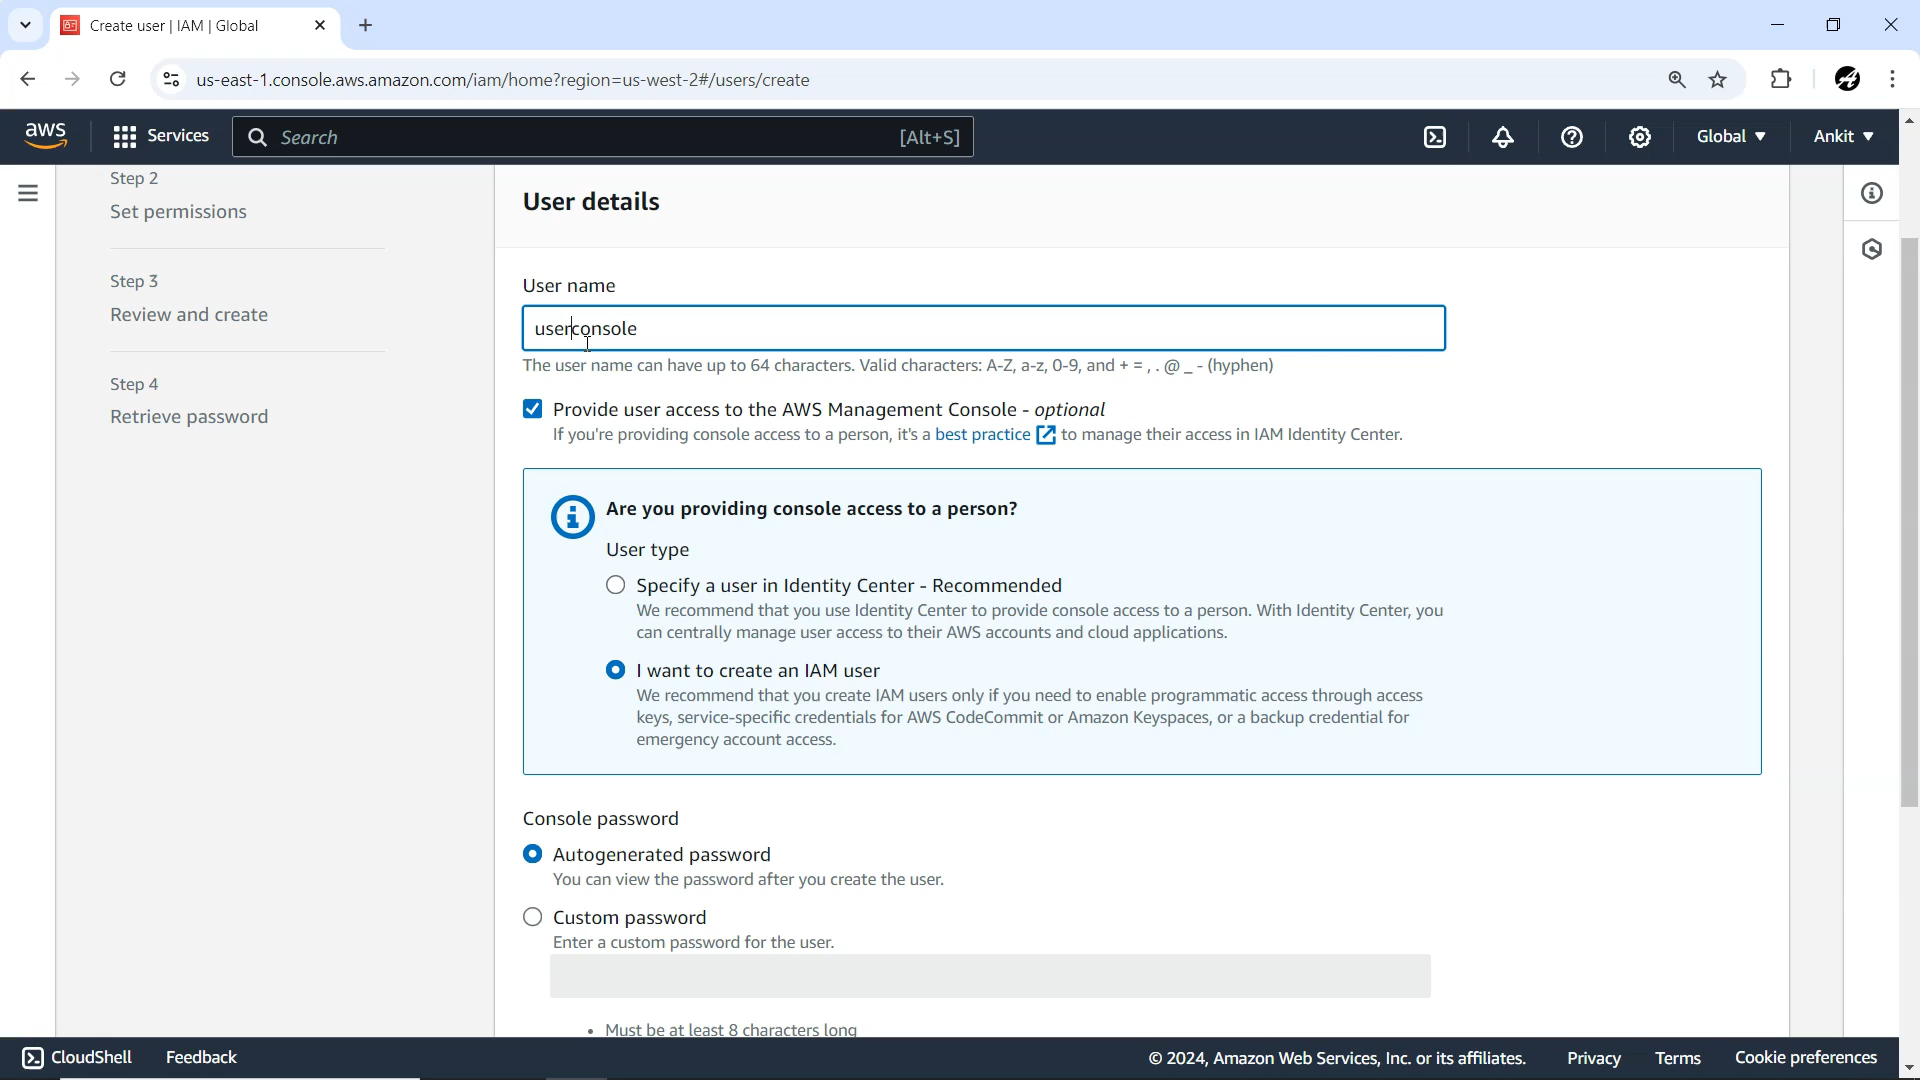 Create user | IAM | Global
us-east-1.console.aws.amazon.com/iam/home?region=us-west-2#/users/create
aws
Services
Search
[Alt+S]
Global
Ankit
Step 2
Set permissions
Step 3
Review and create
Step 4
Retrieve password
User details
User name
userconsole
The user name can have up to 64 characters. Valid characters: A-Z, a-z, 0-9, and + = , . @ _ - (hyphen)
Provide user access to the AWS Management Console - optional
If you're providing console access to a person, it's a best practice to manage their access in IAM Identity Center.
Are you providing console access to a person?
User type
Specify a user in Identity Center - Recommended
We recommend that you use Identity Center to provide console access to a person. With Identity Center, you
can centrally manage user access to their AWS accounts and cloud applications.
I want to create an IAM user
We recommend that you create IAM users only if you need to enable programmatic access through access
keys, service-specific credentials for AWS CodeCommit or Amazon Keyspaces, or a backup credential for
emergency account access.
Console password
Autogenerated password
You can view the password after you create the user.
Custom password
Enter a custom password for the user.
• Must be at least 8 characters long
CloudShell
Feedback
© 2024, Amazon Web Services, Inc. or its affiliates.
Privacy
Terms
Cookie preferences